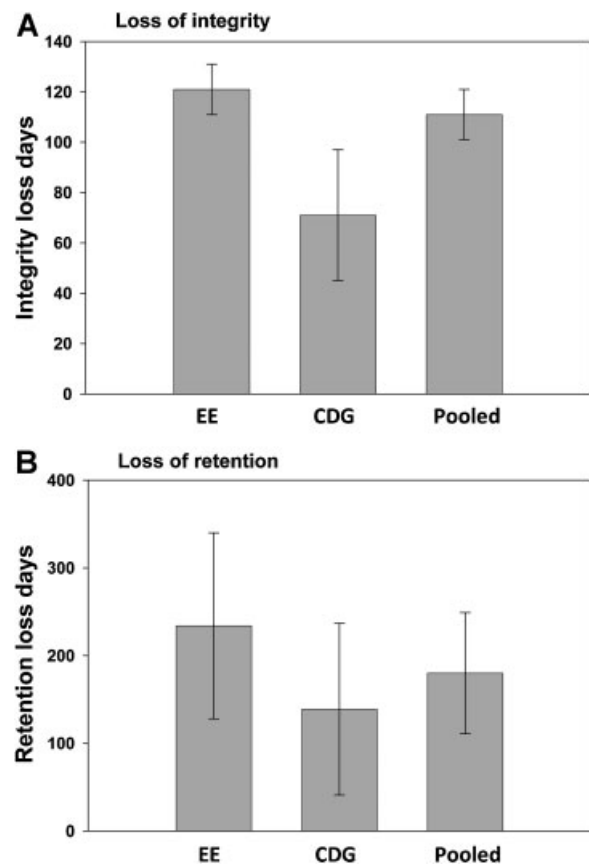 A Loss of integrity
140
120
100
80
60
40
20
0
Integrity loss days
EE CDG Pooled
B Loss of retention
400
300
200
100
0
Retention loss days
EE CDG Pooled